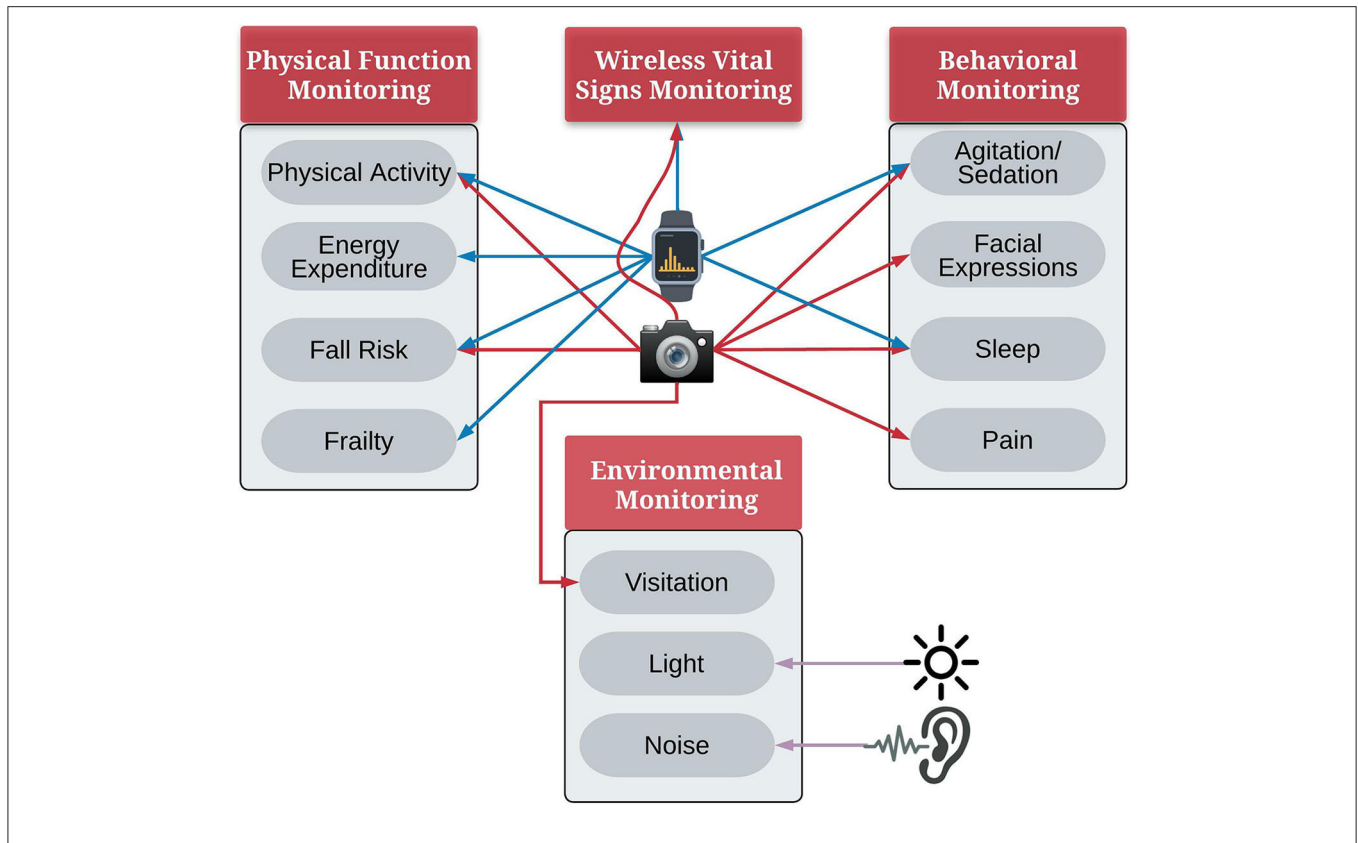 Physical Function
Monitoring
Physical Activity
Energy
Expenditure
Fall Risk
Frailty
Wireless Vital
Signs Monitoring
Behavioral
Monitoring
Agitation/
Sedation
Facial
Expressions
Sleep
Pain
Environmental
Monitoring
Visitation
Light
Noise